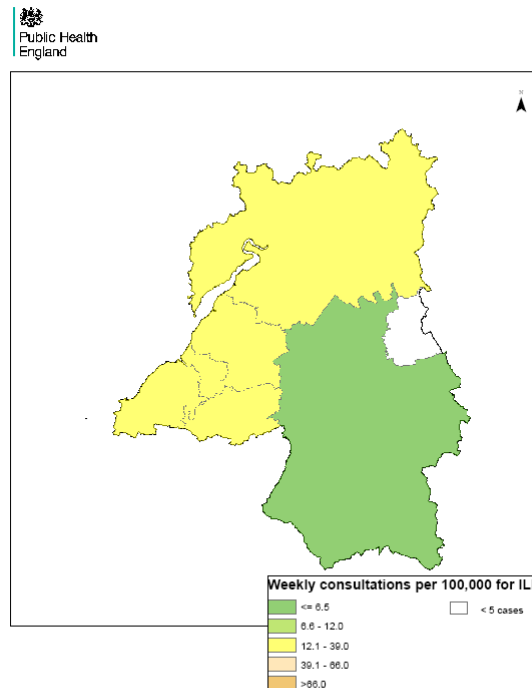 Public Health
England
N
Weekly consultations per 100,000 for IL
<= 6.5
6.6 - 12.0
12.1 - 39.0
39.1 - 66.0
>66.0
< 5 cases